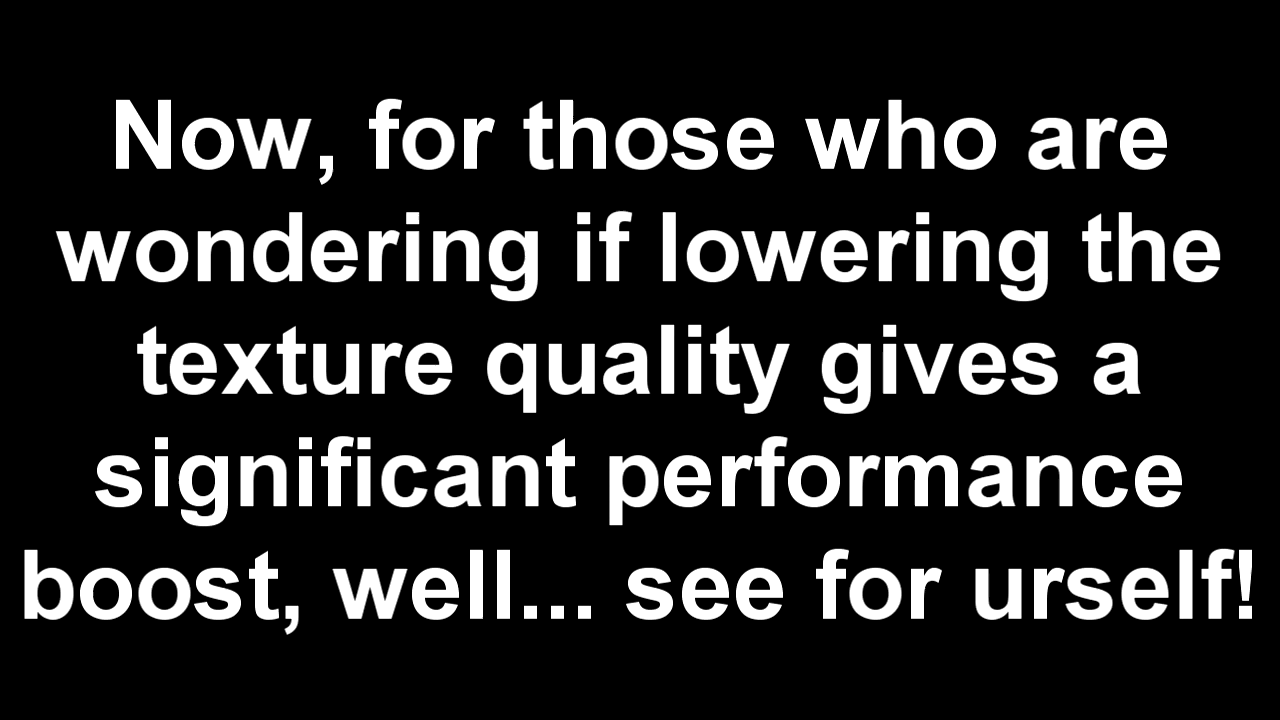 Now, for those who are
wondering if lowering the
texture quality gives a
significant performance
boost, well... see for urself!